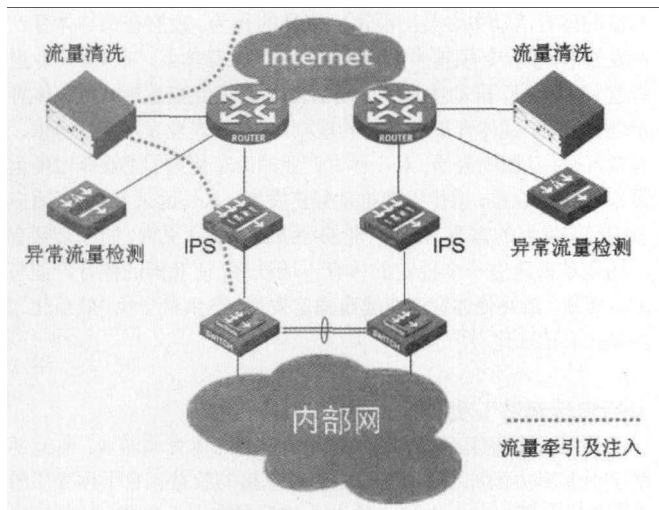 流量清洗
Internet
流量清洗
ROUTER
ROUTER
异常流量检测
IPS
IPS
异常流量检测
SWITCH
SWITCH
内部网
流量牵引及注入